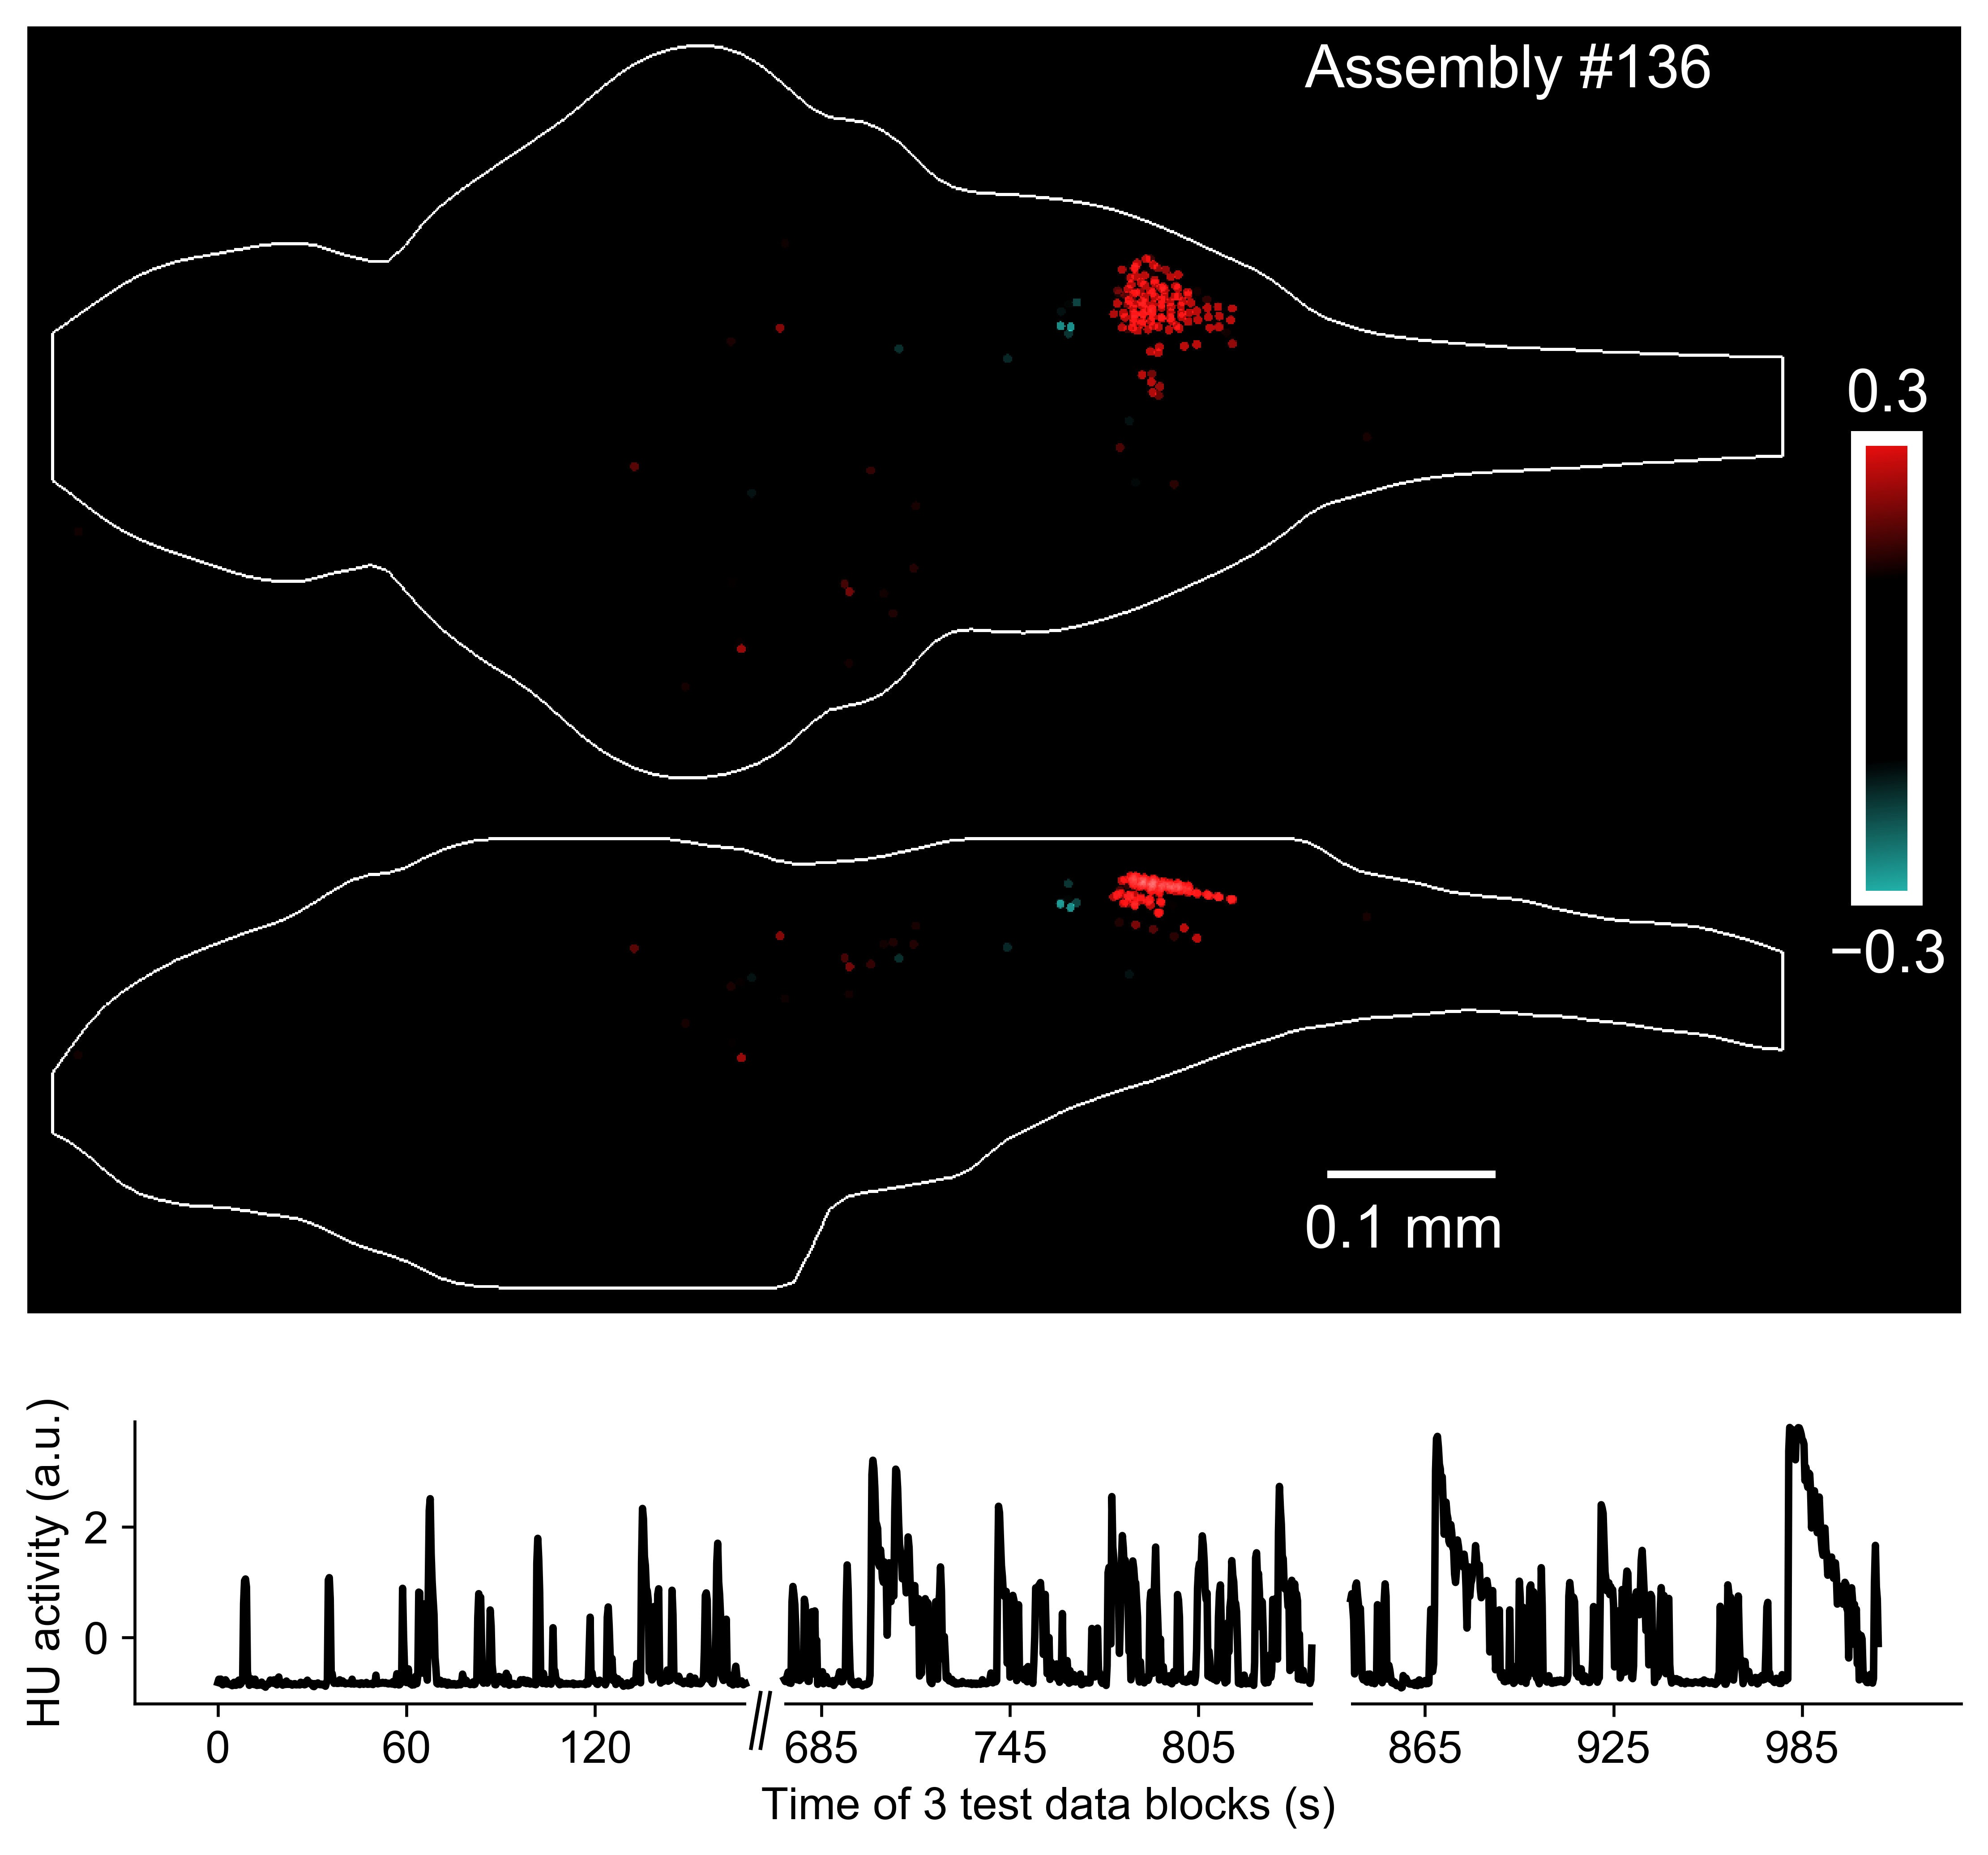 Assembly #136
0.3
−0.3
0.1 mm
HU activity (a.u.)
2
0
0 60 120 685 745 805 865 925 985
Time of 3 test data blocks (s)